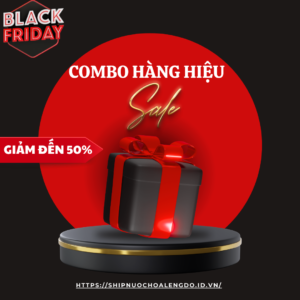 BLACK
FRIDAY
COMBO HÀNG HIỆU
Sale
GIẢM ĐẾN 50%
HTTPS://SHIPNUOCHOALENGDO.ID.VN/